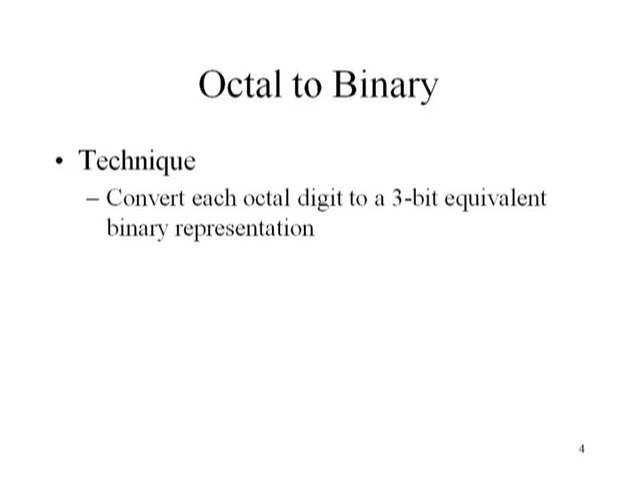 Octal to Binary
• Technique
– Convert each octal digit to a 3-bit equivalent
binary representation
4